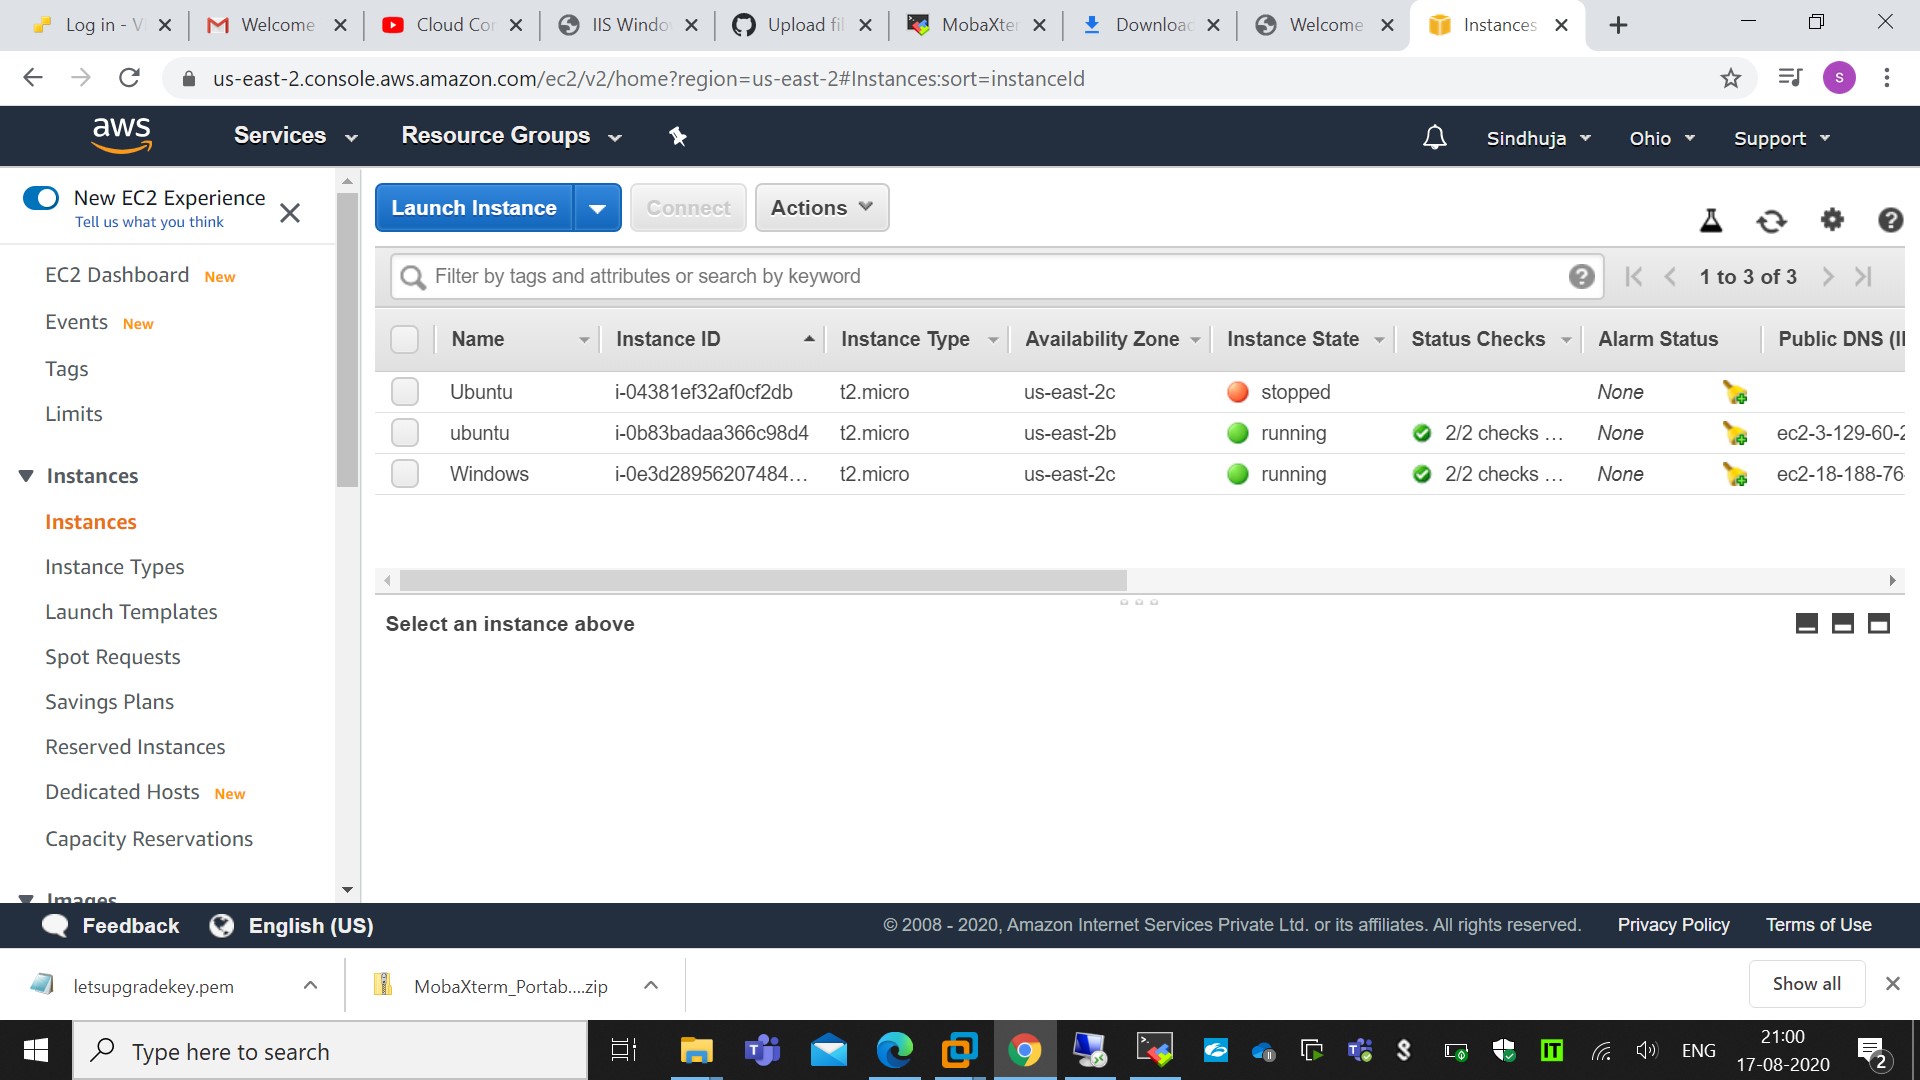 Log in - V
Welcome
Cloud Cor
IIS Windo
Upload fil
MobaXter
Download
Welcome
Instances
us-east-2.console.aws.amazon.com/ec2/v2/home?region=us-east-2#Instances:sort=instanceId
S
aws
Services
Resource Groups
Sindhuja
Ohio
Support
New EC2 Experience
Tell us what you think
EC2 Dashboard New
Events New
Tags
Limits
Instances
Instances
Instance Types
Launch Templates
Spot Requests
Savings Plans
Reserved Instances
Dedicated Hosts New
Capacity Reservations
Images
Launch Instance
Connect
Actions
Filter by tags and attributes or search by keyword
1 to 3 of 3
Name Instance ID Instance Type Availability Zone Instance State Status Checks Alarm Status Public DNS (I
Ubuntu i-04381ef32af0cf2db t2.micro us-east-2c stopped None
ubuntu i-0b83badaa366c98d4 t2.micro us-east-2b running 2/2 checks ... None ec2-3-129-60-2
Windows i-0e3d28956207484... t2.micro us-east-2c running 2/2 checks ... None ec2-18-188-76-
Select an instance above
Feedback
English (US)
© 2008 - 2020, Amazon Internet Services Private Ltd. or its affiliates. All rights reserved.
Privacy Policy
Terms of Use
letsupgradekey.pem
MobaXterm_Portab....zip
Show all
Type here to search
ENG
21:00
17-08-2020
2